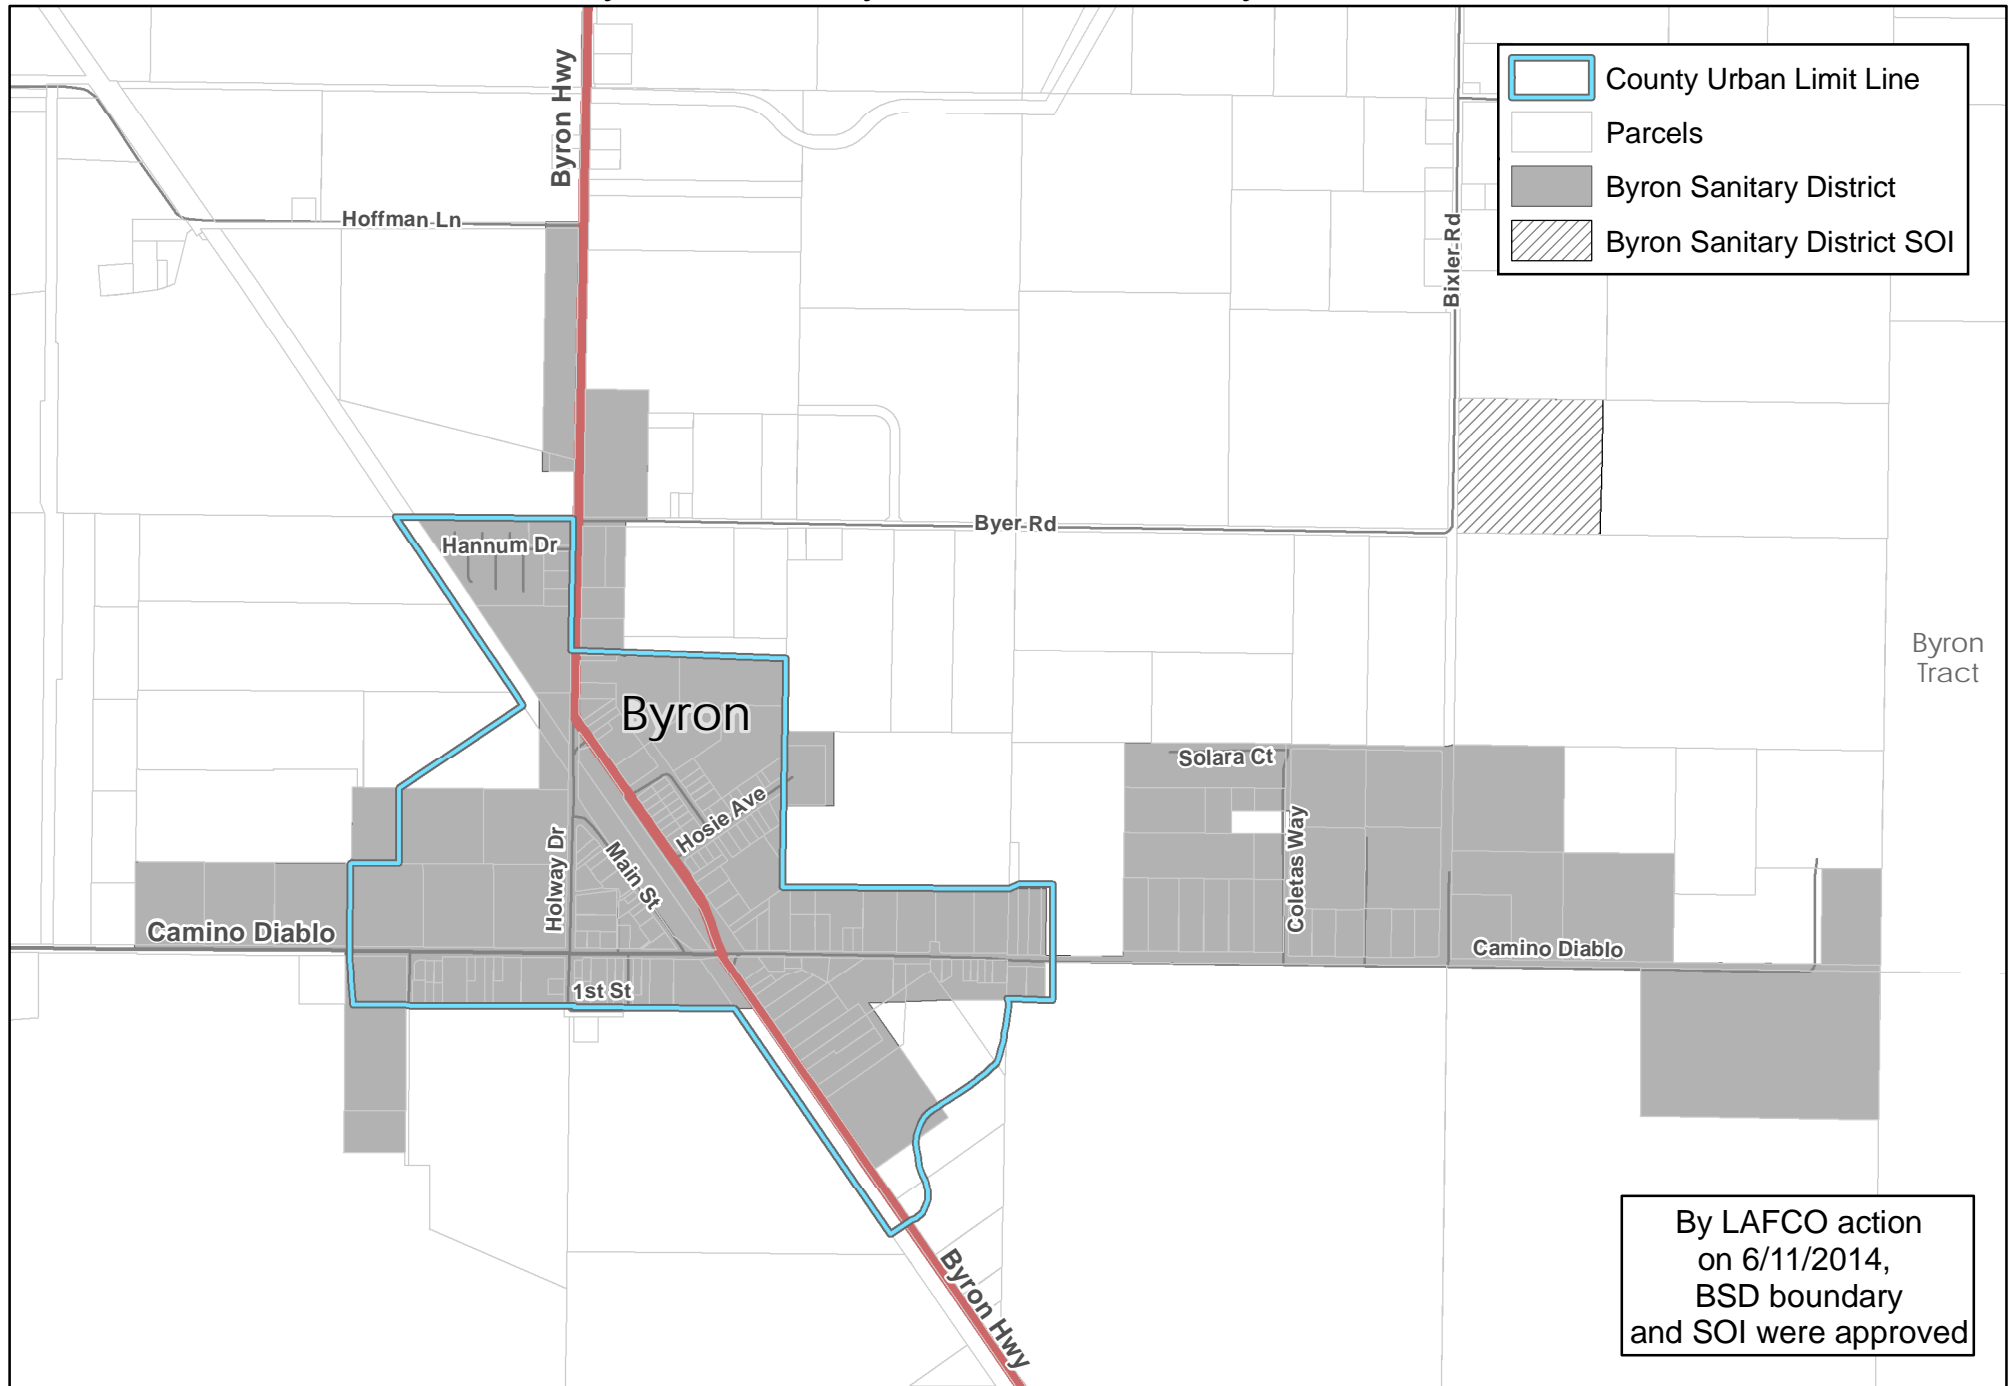 Byron Hwy
County Urban Limit Line
Parcels
Byron Sanitary District
Byron Sanitary District SOI
Hoffman Ln
Bixler Rd
Byer Rd
Hannum Dr
Byron
Tract
Byron
Solara Ct
Hosie Ave
Coletas Way
Holway Dr
Main St
Camino Diablo
Camino Diablo
1st St
By LAFCO action
on 6/11/2014,
BSD boundary
and SOI were approved
Byron Hwy